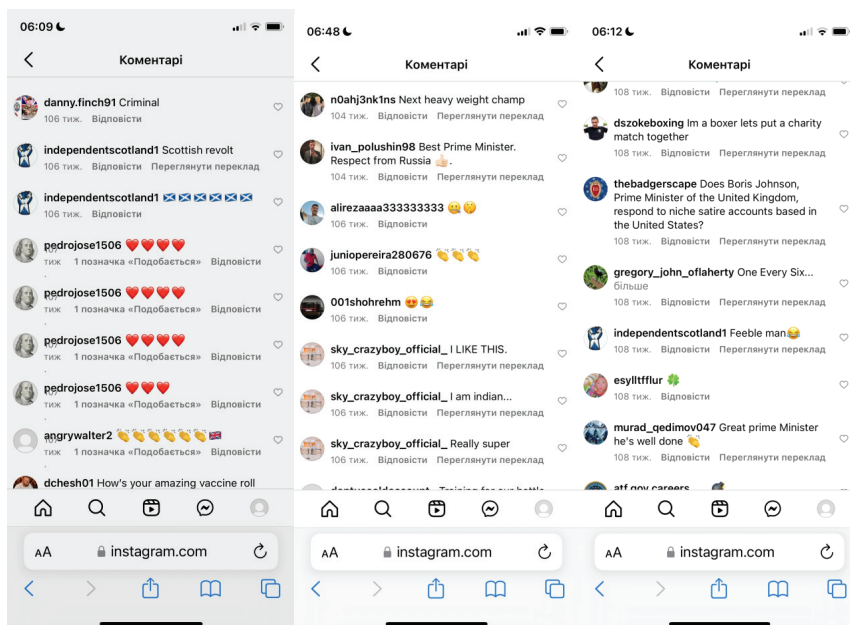 06:09
Коментарі
danny.finch91 Criminal
106 тиж. Відповісти
independentscotland1 Scottish revolt
106 тиж. Відповісти Переглянути переклад
independentscotland1 🏴󠁧󠁢󠁳󠁣󠁴󠁿🏴󠁧󠁢󠁳󠁣󠁴󠁿🏴󠁧󠁢󠁳󠁣󠁴󠁿🏴󠁧󠁢󠁳󠁣󠁴󠁿🏴󠁧󠁢󠁳󠁣󠁴󠁿🏴󠁧󠁢󠁳󠁣󠁴󠁿
106 тиж. Відповісти
pedrojose1506 ❤️❤️❤️❤️
тиж 1 позначка «Подобається» Відповісти
.
pedrojose1506 ❤️❤️❤️❤️
тиж 1 позначка «Подобається» Відповісти
.
pedrojose1506 ❤️❤️❤️❤️
тиж 1 позначка «Подобається» Відповісти
.
pedrojose1506 ❤️❤️❤️
тиж 1 позначка «Подобається» Відповісти
.
angrywalter2 👏👏👏👏👏👏🇬🇧
тиж 1 позначка «Подобається» Відповісти
.
dchesh01 How's your amazing vaccine roll
AA instagram.com
06:48
Коментарі
n0ahj3nk1ns Next heavy weight champ
104 тиж. Відповісти Переглянути переклад
ivan_polushin98 Best Prime Minister.
Respect from Russia 👍🏻.
104 тиж. Відповісти Переглянути переклад
alirezaaaa333333333 🥲🤫
106 тиж. Відповісти
juniopereira280676 👏👏👏
106 тиж. Відповісти
001shohrehm 😍😂
106 тиж. Відповісти
sky_crazyboy_official_ I LIKE THIS.
106 тиж. Відповісти Переглянути переклад
sky_crazyboy_official_ I am indian...
106 тиж. Відповісти Переглянути переклад
sky_crazyboy_official_ Really super
106 тиж. Відповісти Переглянути переклад
AA instagram.com
06:12
Коментарі
108 тиж. Відповісти Переглянути переклад
dszokeboxing Im a boxer lets put a charity
match together
108 тиж. Відповісти Переглянути переклад
thebadgerscape Does Boris Johnson,
Prime Minister of the United Kingdom,
respond to niche satire accounts based in
the United States?
108 тиж. Відповісти Переглянути переклад
gregory_john_oflaherty One Every Six...
більше
108 тиж. Відповісти Переглянути переклад
independentscotland1 Feeble man😂
108 тиж. Відповісти Переглянути переклад
esylltfflur 🍀
108 тиж. Відповісти
murad_qedimov047 Great prime Minister
he's well done 👏
108 тиж. Відповісти Переглянути переклад
atf.gov.careers
AA instagram.com